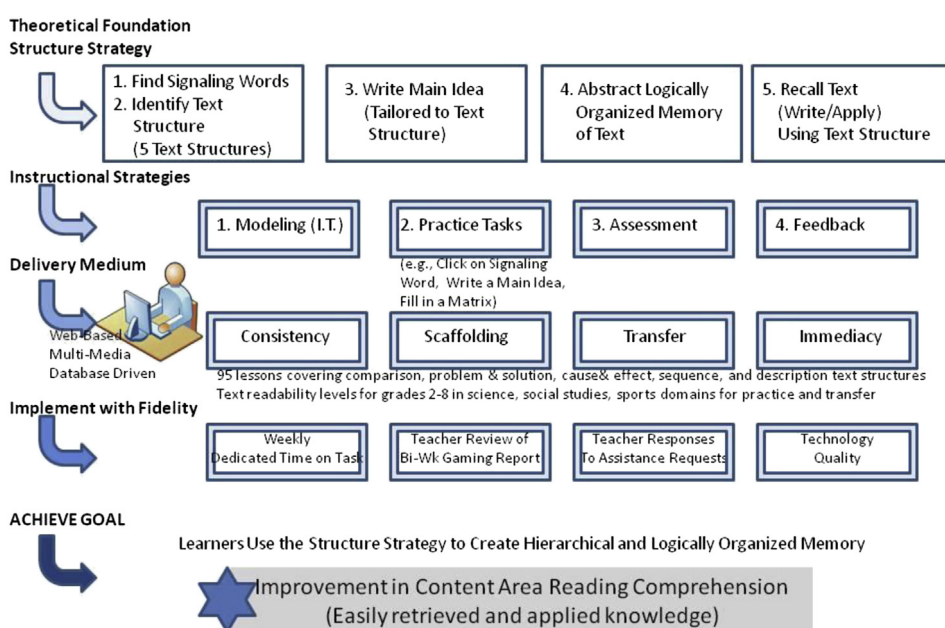 Theoretical Foundation
Structure Strategy
1. Find Signaling Words
2. Identify Text
Structure
(5 Text Structures)
3. Write Main Idea
(Tailored to Text
Structure)
4. Abstract Logically
Organized Memory
of Text
5. Recall Text
(Write/Apply)
Using Text Structure
Instructional Strategies
1. Modeling (I.T.)
2. Practice Tasks
3. Assessment
4. Feedback
(e.g., Click on Signaling
Word, Write a Main Idea,
Fill in a Matrix)
Delivery Medium
Web-Based
Multi-Media
Database Driven
Consistency
Scaffolding
Transfer
Immediacy
95 lessons covering comparison, problem & solution, cause& effect, sequence, and description text structures
Text readability levels for grades 2-8 in science, social studies, sports domains for practice and transfer
Implement with Fidelity
Weekly
Dedicated Time on Task
Teacher Review of
Bi-Wk Gaming Report
Teacher Responses
To Assistance Requests
Technology
Quality
ACHIEVE GOAL
Learners Use the Structure Strategy to Create Hierarchical and Logically Organized Memory
Improvement in Content Area Reading Comprehension
(Easily retrieved and applied knowledge)